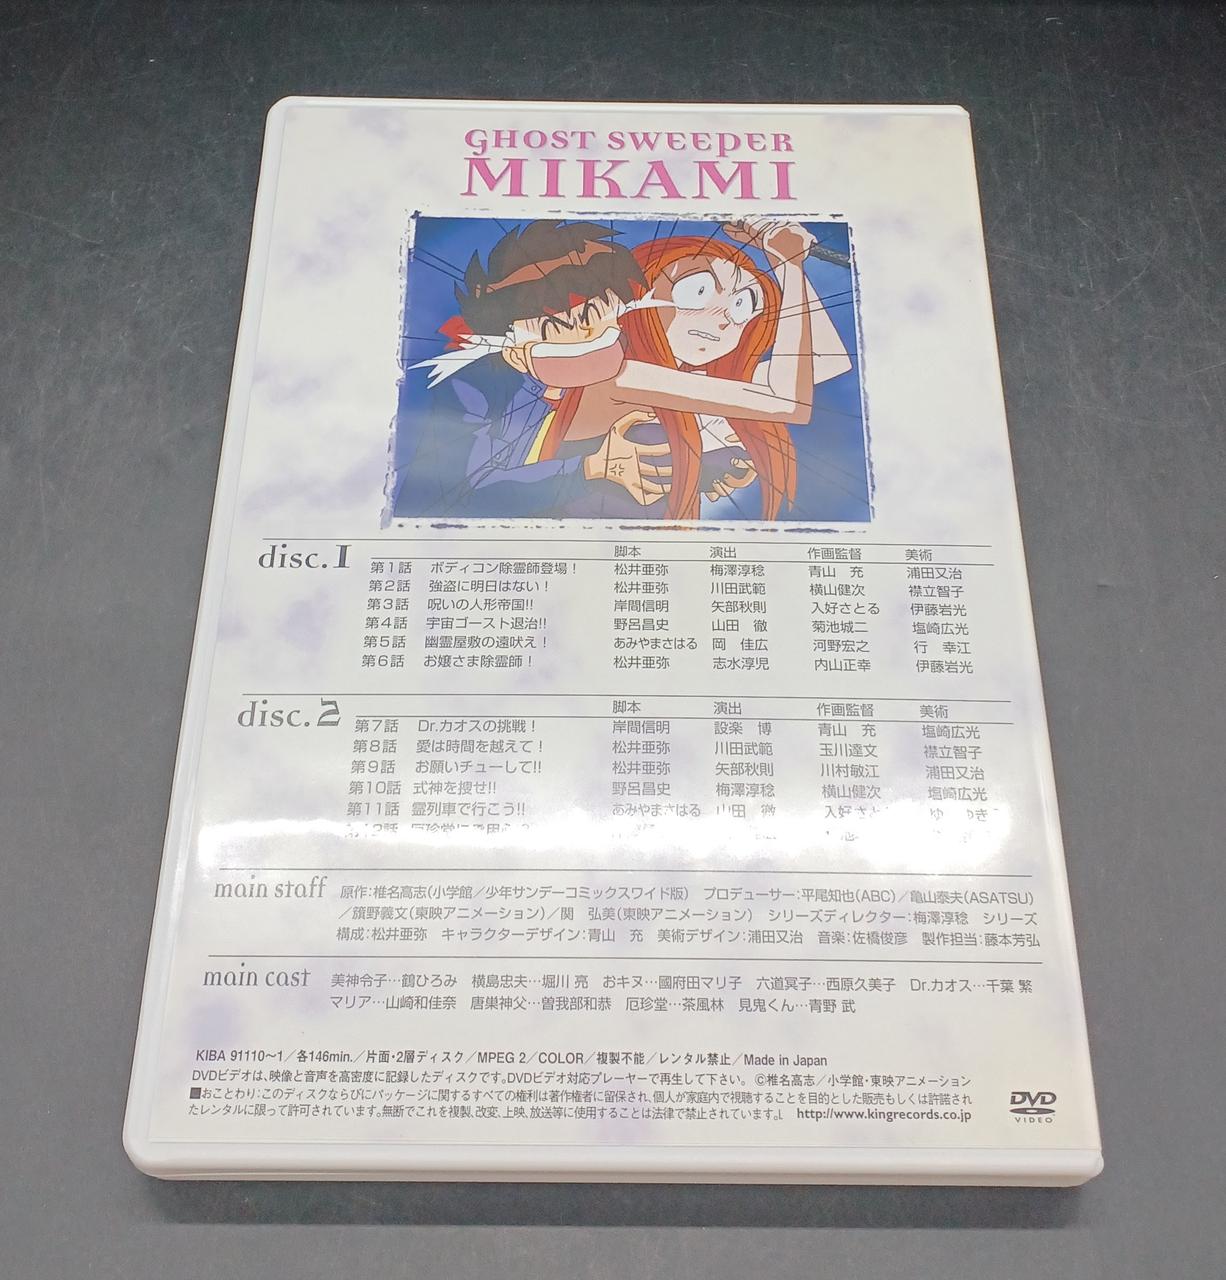 GHOST SWEEPER
MIKAMI
disc.1 脚本 演出 作画監督 美術
第1話 ボディコン除霊師登場！ 松井亜弥 梅澤淳稔 青山 充 浦田又治
第2話 強盗に明日はない！ 松井亜弥 川田武範 横山健次 襟立智子
第3話 呪いの人形帝国!! 岸間信明 矢部秋則 入好さとる 伊藤岩光
第4話 宇宙ゴースト退治!! 野呂昌史 山田 徹 菊池城二 塩崎広光
第5話 幽霊屋敷の遠吠え！ あみやまさはる 岡 佳広 河野宏之 行 幸江
第6話 お嬢さま除霊師！ 松井亜弥 志水淳児 内山正幸 伊藤岩光
disc.2 脚本 演出 作画監督 美術
第7話 Dr.カオスの挑戦！ 岸間信明 設楽 博 青山 充 塩崎広光
第8話 愛は時間を越えて！ 松井亜弥 川田武範 玉川達文 襟立智子
第9話 お願いチューして!! 松井亜弥 矢部秋則 川村敏江 浦田又治
第10話 式神を捜せ!! 野呂昌史 梅澤淳稔 横山健次 塩崎広光
第11話 霊列車で行こう!! あみやまさはる 山田 徹 入好さと
main staff 原作：椎名高志（小学館／少年サンデーコミックスワイド版） プロデューサー：平尾知也（ABC）／亀山泰夫（ASATSU）
／籏野義文（東映アニメーション）／関 弘美（東映アニメーション） シリーズディレクター：梅澤淳稔 シリーズ
構成：松井亜弥 キャラクターデザイン：青山 充 美術デザイン：浦田又治 音楽：佐橋俊彦 製作担当：藤本芳弘
main cast 美神令子…鶴ひろみ 横島忠夫…堀川 亮 おキヌ…國府田マリ子 六道冥子…西原久美子 Dr.カオス…千葉 繁
マリア…山崎和佳奈 唐巣神父…曽我部和恭 厄珍堂…茶風林 見鬼くん…青野 武
KIBA 91110〜1／各146min.／片面・2層ディスク／MPEG 2／COLOR／複製不能／レンタル禁止／Made in Japan
DVDビデオは、映像と音声を高密度に記録したディスクです。DVDビデオ対応プレーヤーで再生して下さい。 ©椎名高志／小学館・東映アニメーション
■おことわり：このディスクならびにパッケージに関するすべての権利は著作権者に留保され、個人が家庭内で視聴することを目的とした販売もしくは許諾され
たレンタルに限って許可されています。無断でこれを複製、改変、上映、放送等に使用することは法律で禁止されています。 http://www.kingrecords.co.jp
DVD
VIDEO